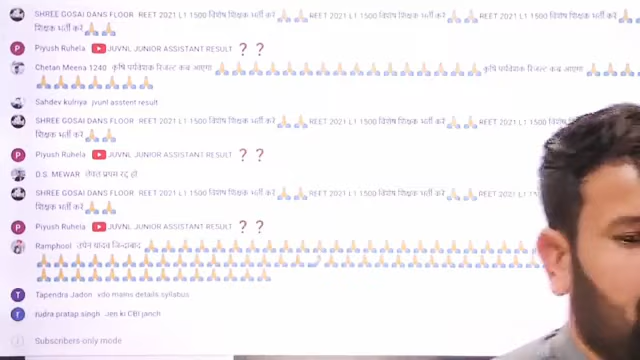 SHREE GOSAI DANS FLOOR REET 2021 L1 1500 विशेष शिक्षक भर्ती करें 🙏🙏 REET 2021 L1 1500 विशेष शिक्षक भर्ती करें 🙏🙏 REET 2021 L1 1500 विशेष शिक्षक भर्ती करें 🙏
शिक्षक भर्ती करें 🙏🙏
Piyush Ruhela JUVNL JUNIOR ASSISTANT RESULT ❓❓
Chetan Meena 1240 कृषि पर्यवेक्षक रिजल्ट कब आएगा 🙏🙏🙏🙏🙏🙏🙏🙏🙏🙏🙏🙏🙏🙏🙏 कृषि पर्यवेक्षक रिजल्ट कब आएगा 🙏🙏🙏
🙏🙏🙏🙏🙏🙏🙏
Sahdev kulriya jvunl asstent result
SHREE GOSAI DANS FLOOR REET 2021 L1 1500 विशेष शिक्षक भर्ती करें 🙏🙏 REET 2021 L1 1500 विशेष शिक्षक भर्ती करें 🙏🙏 REET 2021 L1 1500
शिक्षक भर्ती करें 🙏🙏
Piyush Ruhela JUVNL JUNIOR ASSISTANT RESULT ❓❓
D.S. MEWAR प्रथम रद्द हो
SHREE GOSAI DANS FLOOR REET 2021 L1 1500 विशेष शिक्षक भर्ती करें 🙏🙏 REET 2021 L1 1500 विशेष शिक्षक भर्ती करें 🙏🙏 REET 2021
शिक्षक भर्ती करें 🙏🙏
Piyush Ruhela JUVNL JUNIOR ASSISTANT RESULT ❓❓
Ramphool उपेन यादव जिन्दाबाद 🙏🙏🙏🙏🙏🙏🙏🙏🙏🙏🙏🙏🙏🙏🙏🙏🙏🙏🙏🙏🙏🙏🙏
🙏🙏🙏🙏🙏🙏🙏🙏🙏🙏🙏🙏🙏🙏🙏🤳🙏🙏🙏🙏🙏🙏🙏🙏🙏🙏🙏🙏
🙏🙏🙏🙏🙏🙏🙏🙏🙏🙏🙏🙏🙏
Tapendra Jadon vdo mains details syllabus
rudra pratap singh Jen ki CBI janch
Subscribers-only mode